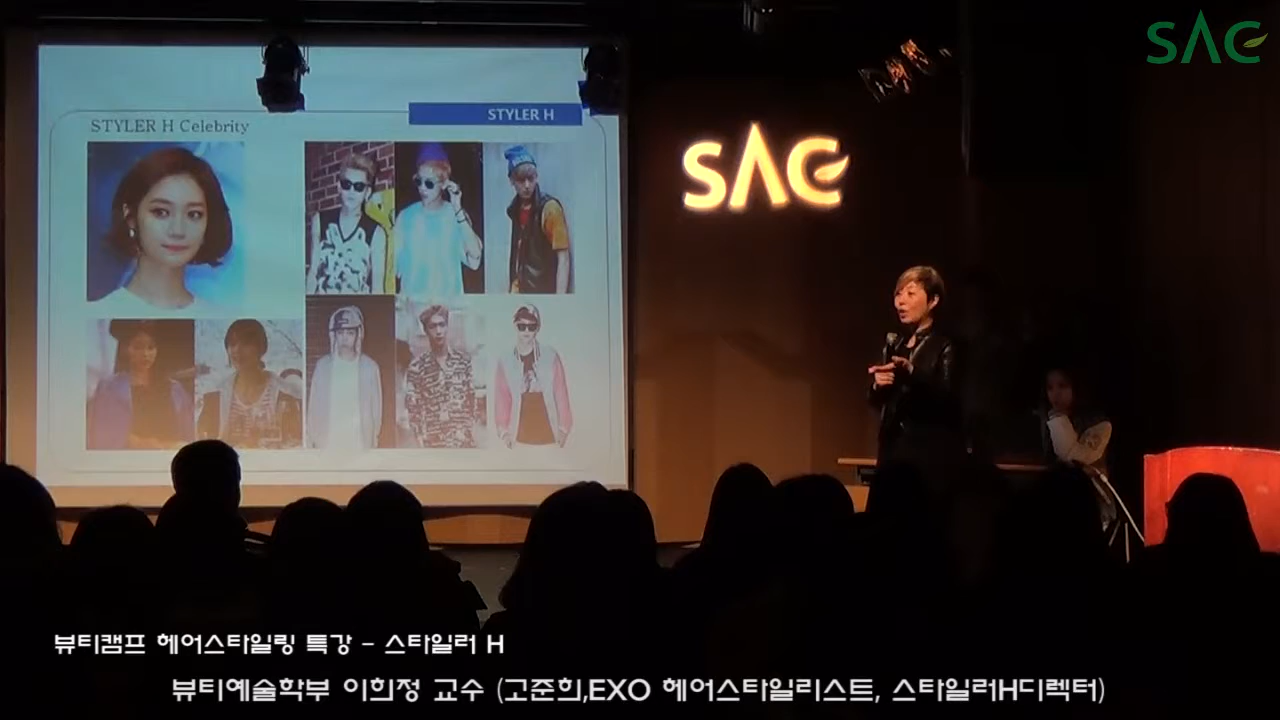 SAG
STYLER H
STYLER H Celebrity
SAG
뷰티캠프 헤어스타일링 특강 - 스타일러 H
뷰티예술학부 이희정 교수 (고준희,EXO 헤어스타일리스트, 스타일러H디렉터)